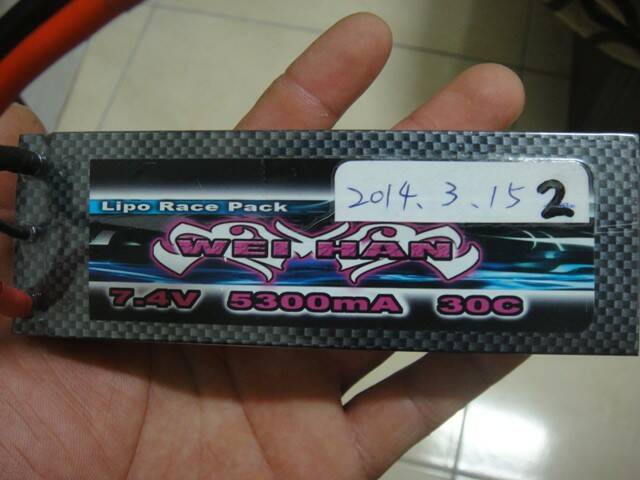 2014.3.15 2
Lipo Race Pack
WEI HAN
7.4V 5300mA 30C